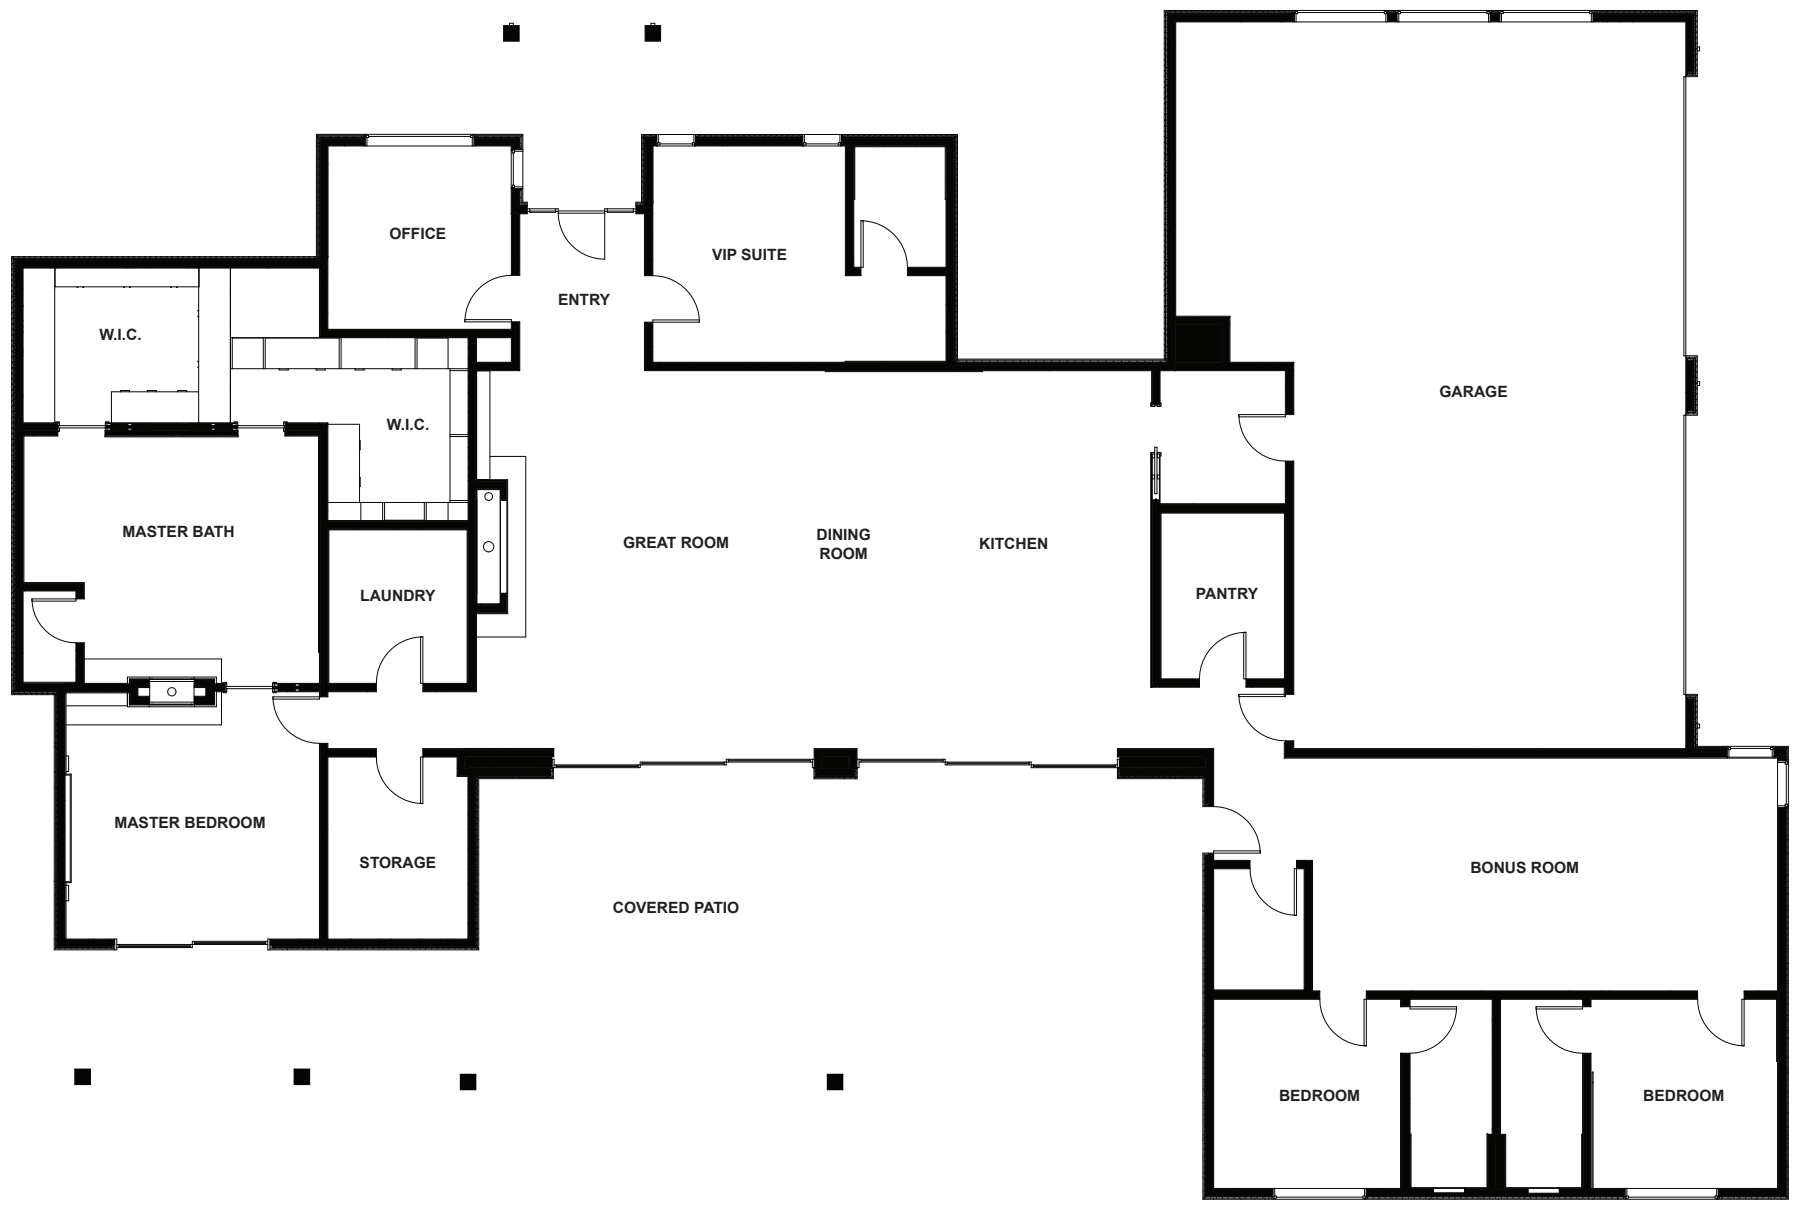 OFFICE
VIP SUITE
ENTRY
W.I.C.
GARAGE
W.I.C.
MASTER BATH
GREAT ROOM
DINING
ROOM
KITCHEN
LAUNDRY
PANTRY
MASTER BEDROOM
STORAGE
BONUS ROOM
COVERED PATIO
BEDROOM
BEDROOM